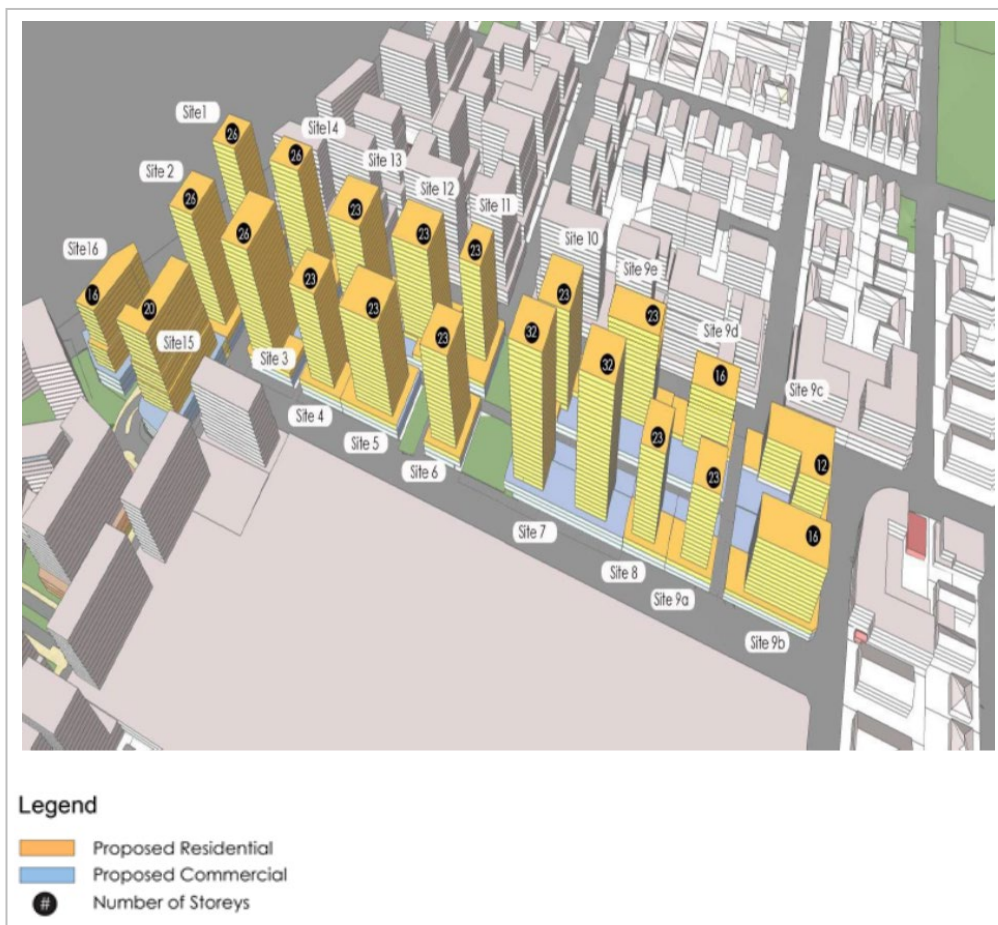 Site1
26
Site14
26
Site 2
Site 13
26
23
Site 12
26
23
Site 11
23
Site 10
Site16
23
Site 9e
16
20
23
23
23
Site15
23
32
Site 9d
32
16
Site 3
Site 9c
Site 4
23
12
Site 5
23
Site 6
16
Site 7
Site 8
Site 9a
Site 9b
Legend
Proposed Residential
Proposed Commercial
# Number of Storeys